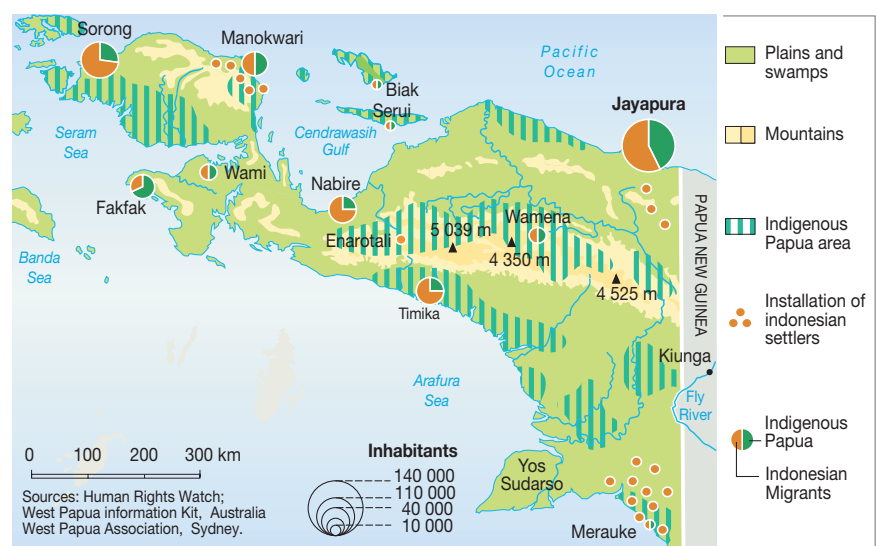 Sorong
Manokwari
Pacific
Ocean
Biak
Serui
Jayapura
Seram
Sea
Cendrawasih
Gulf
Wami
Fakfak
Nabire
Enarotali
5 039 m
Wamena
4 350 m
4 525 m
PAPUA NEW GUINEA
Banda
Sea
Timika
Kiunga
Arafura
Sea
Fly
River
Yos
Sudarso
Merauke
0 100 200 300 km
Sources: Human Rights Watch;
West Papua information Kit, Australia
West Papua Association, Sydney.
Inhabitants
140 000
110 000
40 000
10 000
Plains and
swamps
Mountains
Indigenous
Papua area
Installation of
indonesian
settlers
Indigenous
Papua
Indonesian
Migrants